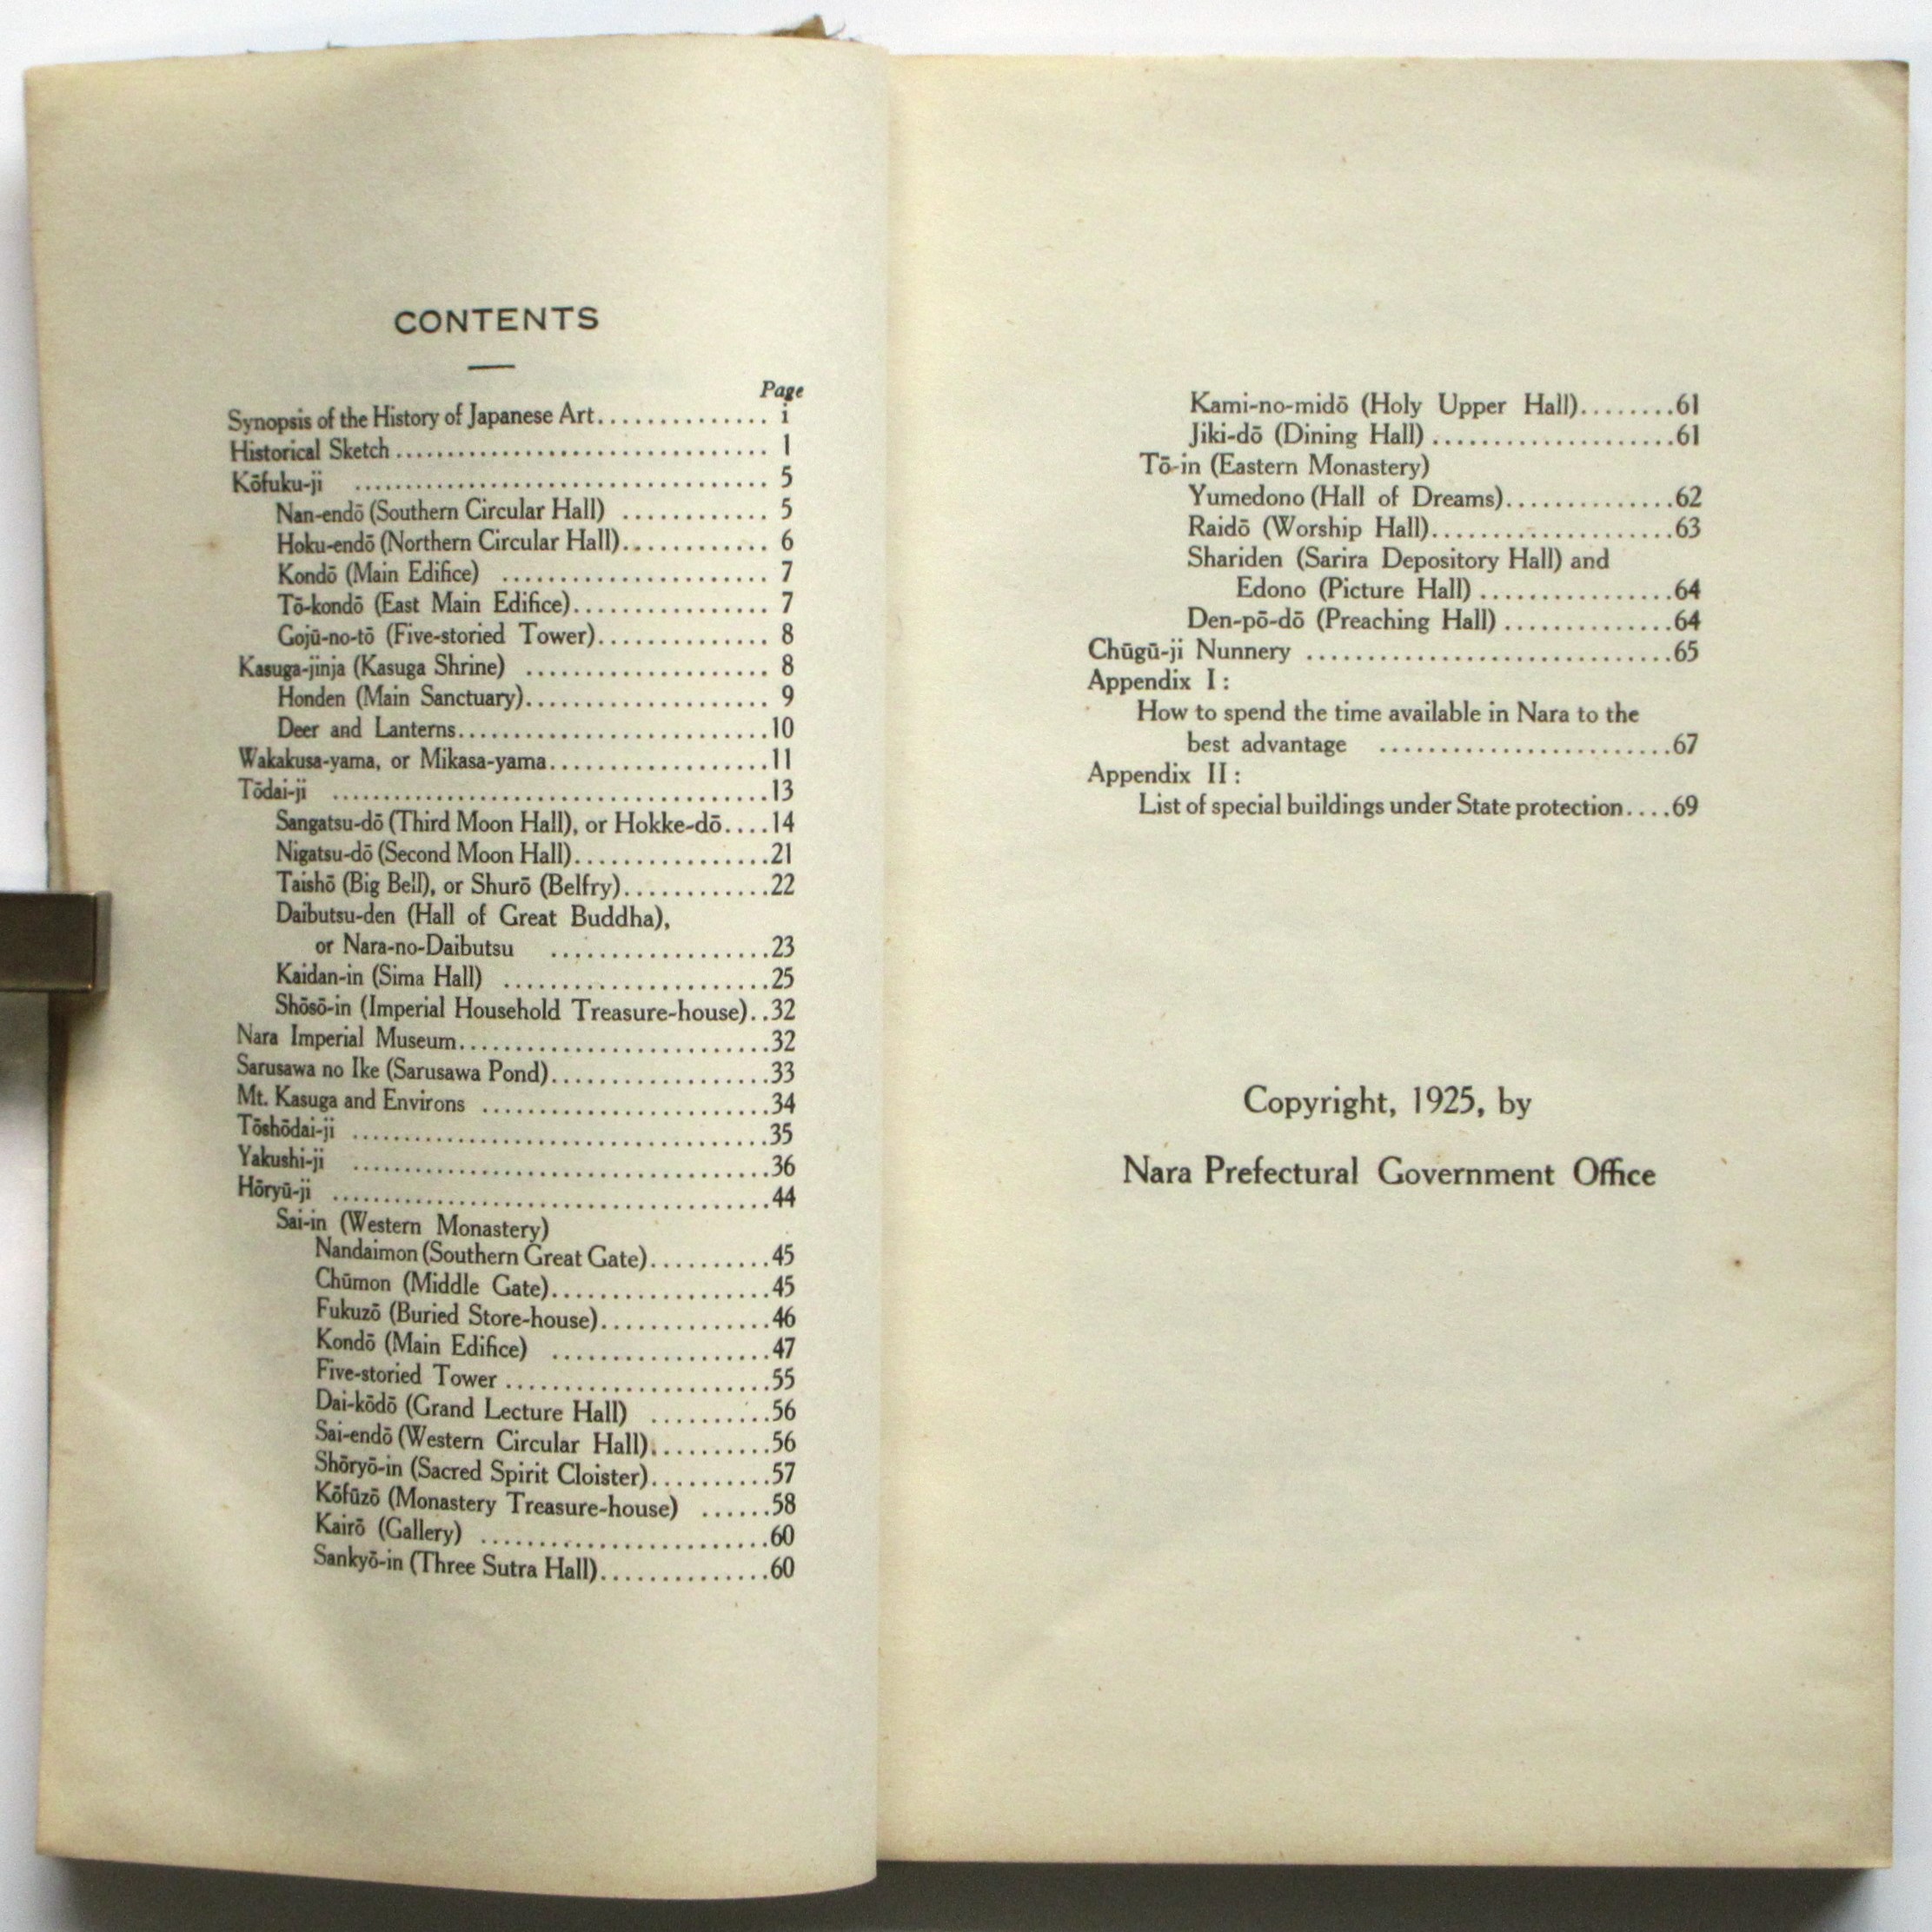 CONTENTS
Page
Synopsis of the History of Japanese Art.............. i
Historical Sketch.............................. 1
Kōfuku-ji .................................. 5
Nan-endō (Southern Circular Hall) ............ 5
Hoku-endō (Northern Circular Hall)............ 6
Kondō (Main Edifice) ...................... 7
Tō-kondō (East Main Edifice)................ 7
Gojū-no-tō (Five-storied Tower).............. 8
Kasuga-jinja (Kasuga Shrine) .................... 8
Honden (Main Sanctuary).................... 9
Deer and Lanterns..........................10
Wakakusa-yama, or Mikasa-yama..................11
Tōdai-ji ....................................13
Sangatsu-dō (Third Moon Hall), or Hokke-dō....14
Nigatsu-dō (Second Moon Hall)................21
Taishō (Big Bell), or Shurō (Belfry)............22
Daibutsu-den (Hall of Great Buddha),
or Nara-no-Daibutsu ..................23
Kaidan-in (Sima Hall) ......................25
Shōsō-in (Imperial Household Treasure-house)..32
Nara Imperial Museum..........................32
Sarusawa no Ike (Sarusawa Pond)..................33
Mt. Kasuga and Environs ........................34
Tōshōdai-ji ..................................35
Yakushi-ji ..................................36
Hōryū-ji ....................................44
Sai-in (Western Monastery)
Nandaimon (Southern Great Gate)..........45
Chūmon (Middle Gate)..................45
Fukuzō (Buried Store-house)..............46
Kondō (Main Edifice) ..................47
Five-storied Tower ......................55
Dai-kōdō (Grand Lecture Hall) ..........56
Sai-endō (Western Circular Hall)..........56
Shōryō-in (Sacred Spirit Cloister)..........57
Kōfūzō (Monastery Treasure-house) ......58
Kairō (Gallery) ........................60
Sankyō-in (Three Sutra Hall)..............60
Kami-no-midō (Holy Upper Hall)........61
Jiki-dō (Dining Hall) ....................61
Tō-in (Eastern Monastery)
Yumedono (Hall of Dreams)..............62
Raidō (Worship Hall)....................63
Shariden (Sarira Depository Hall) and
Edono (Picture Hall) ................64
Den-pō-dō (Preaching Hall) ..............64
Chūgū-ji Nunnery ..............................65
Appendix I :
How to spend the time available in Nara to the
best advantage ........................67
Appendix II :
List of special buildings under State protection....69
Copyright, 1925, by
Nara Prefectural Government Office